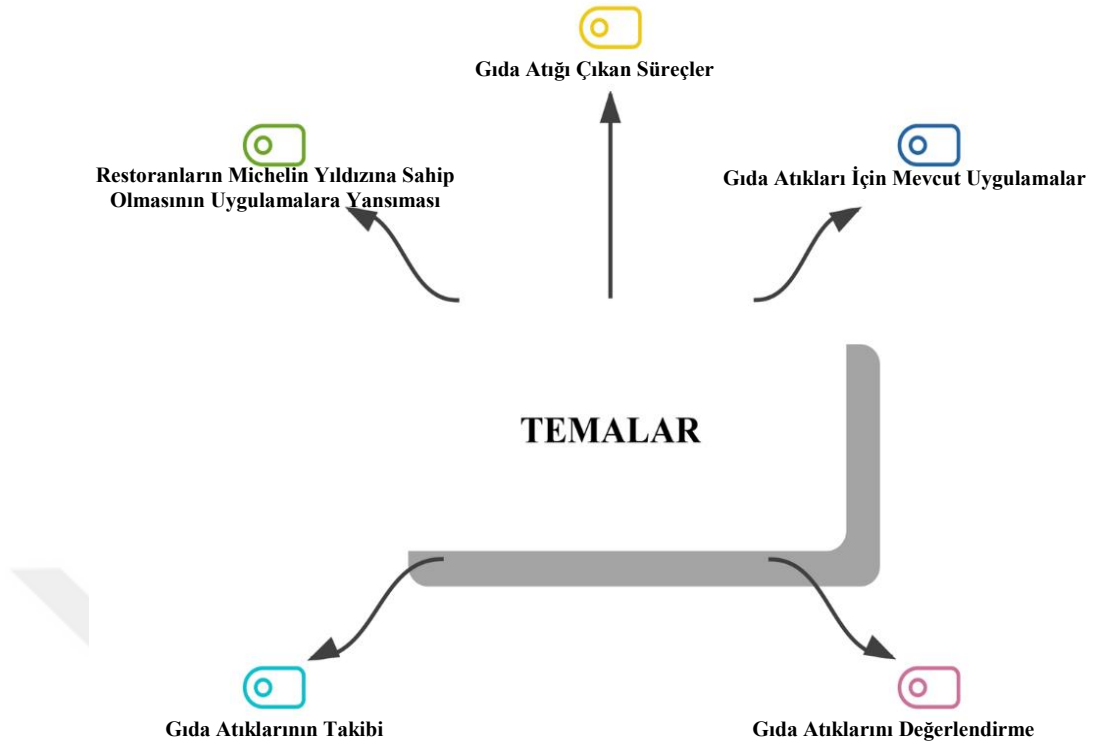 Gıda Atığı Çıkan Süreçler
Restoranların Michelin Yıldızına Sahip
Olmasının Uygulamalara Yansıması
Gıda Atıkları İçin Mevcut Uygulamalar
TEMALAR
Gıda Atıklarının Takibi
Gıda Atıklarını Değerlendirme